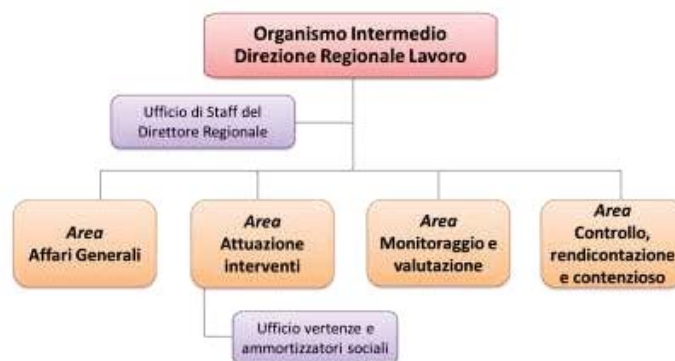 Organismo Intermedio
Direzione Regionale Lavoro
Ufficio di Staff del
Direttore Regionale
Area
Affari Generali
Area
Attuazione
interventi
Area
Monitoraggio e
valutazione
Area
Controllo,
rendicontazione
e contenzioso
Ufficio vertenze e
ammortizzatori sociali